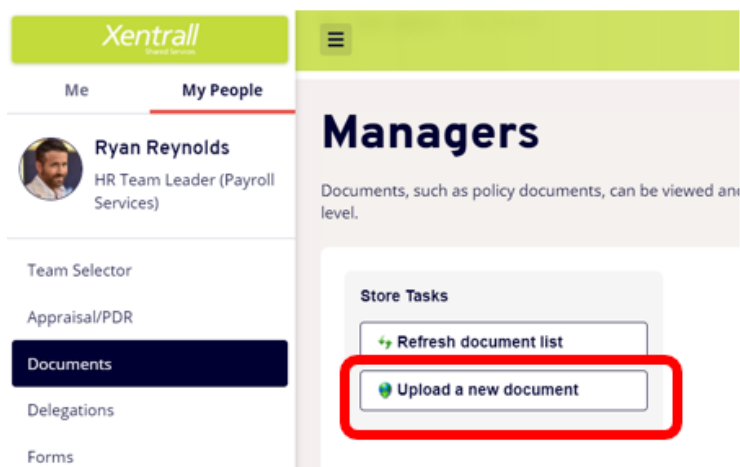 Xentrall
Shared Services
Me
My People
Ryan Reynolds
HR Team Leader (Payroll
Services)
Team Selector
Appraisal/PDR
Documents
Delegations
Forms
Managers
Documents, such as policy documents, can be viewed and
level.
Store Tasks
Refresh document list
Upload a new document